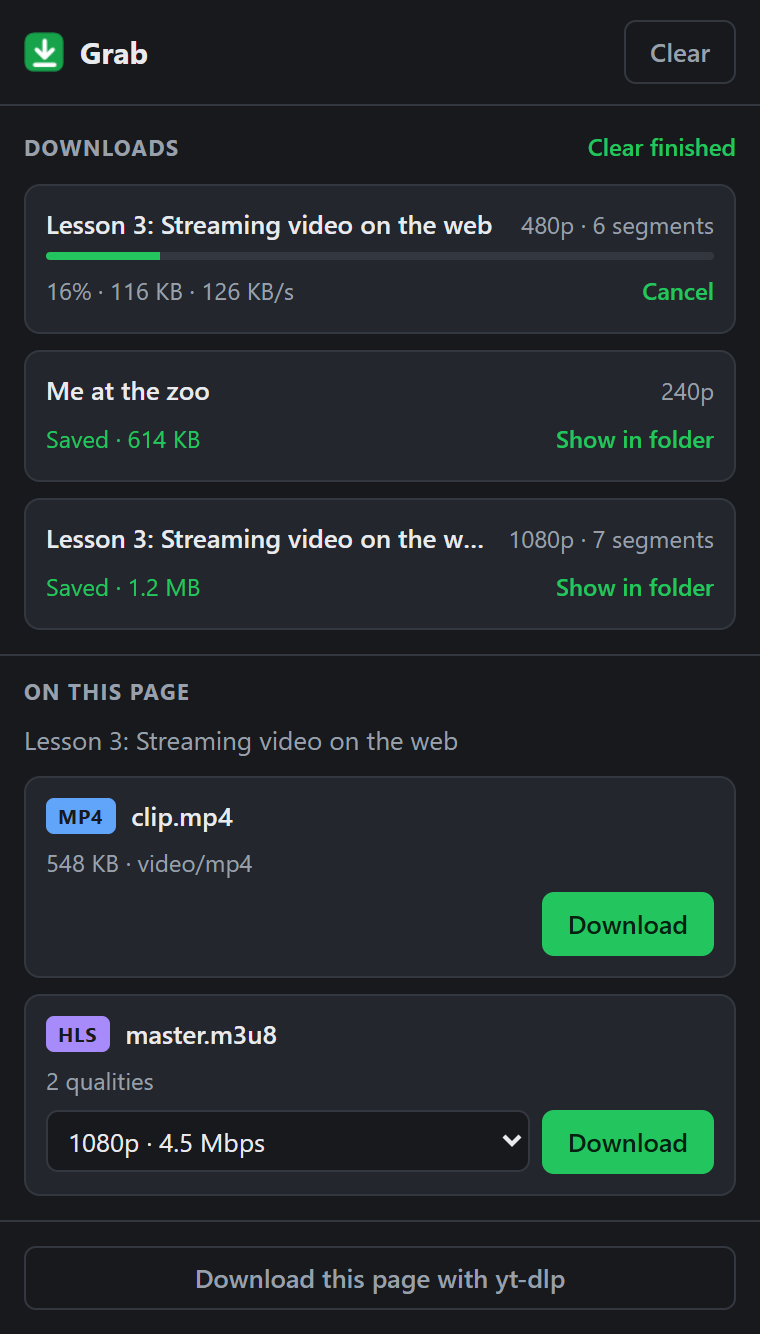 Grab
Clear
DOWNLOADS
Clear finished
Lesson 3: Streaming video on the web
480p · 6 segments
16% · 116 KB · 126 KB/s
Cancel
Me at the zoo
240p
Saved · 614 KB
Show in folder
Lesson 3: Streaming video on the w...
1080p · 7 segments
Saved · 1.2 MB
Show in folder
ON THIS PAGE
Lesson 3: Streaming video on the web
MP4
clip.mp4
548 KB · video/mp4
Download
HLS
master.m3u8
2 qualities
1080p · 4.5 Mbps
Download
Download this page with yt-dlp